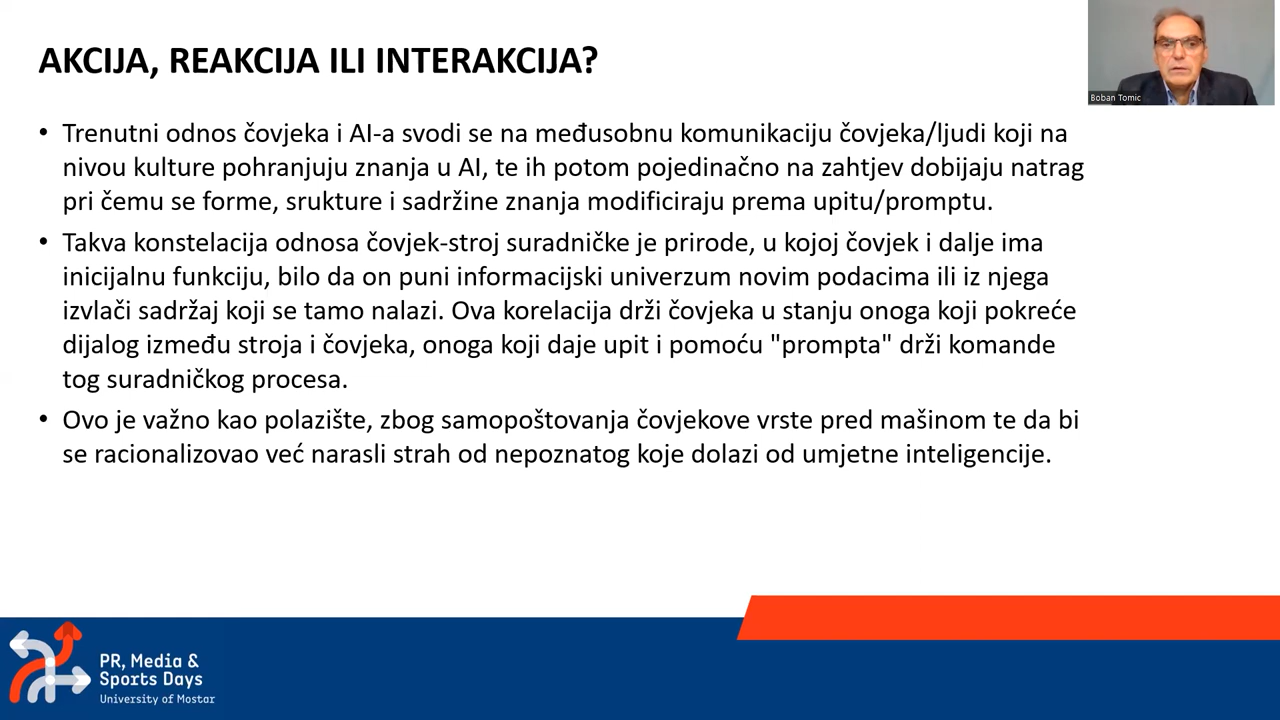 AKCIJA, REAKCIJA ILI INTERAKCIJA?
Boban Tomic
• Trenutni odnos čovjeka i AI-a svodi se na međusobnu komunikaciju čovjeka/ljudi koji na
nivou kulture pohranjuju znanja u AI, te ih potom pojedinačno na zahtjev dobijaju natrag
pri čemu se forme, srukture i sadržine znanja modificiraju prema upitu/promptu.
• Takva konstelacija odnosa čovjek-stroj suradničke je prirode, u kojoj čovjek i dalje ima
inicijalnu funkciju, bilo da on puni informacijski univerzum novim podacima ili iz njega
izvlači sadržaj koji se tamo nalazi. Ova korelacija drži čovjeka u stanju onoga koji pokreće
dijalog između stroja i čovjeka, onoga koji daje upit i pomoću "prompta" drži komande
tog suradničkog procesa.
• Ovo je važno kao polazište, zbog samopoštovanja čovjekove vrste pred mašinom te da bi
se racionalizovao već narasli strah od nepoznatog koje dolazi od umjetne inteligencije.
PR, Media &
Sports Days
University of Mostar